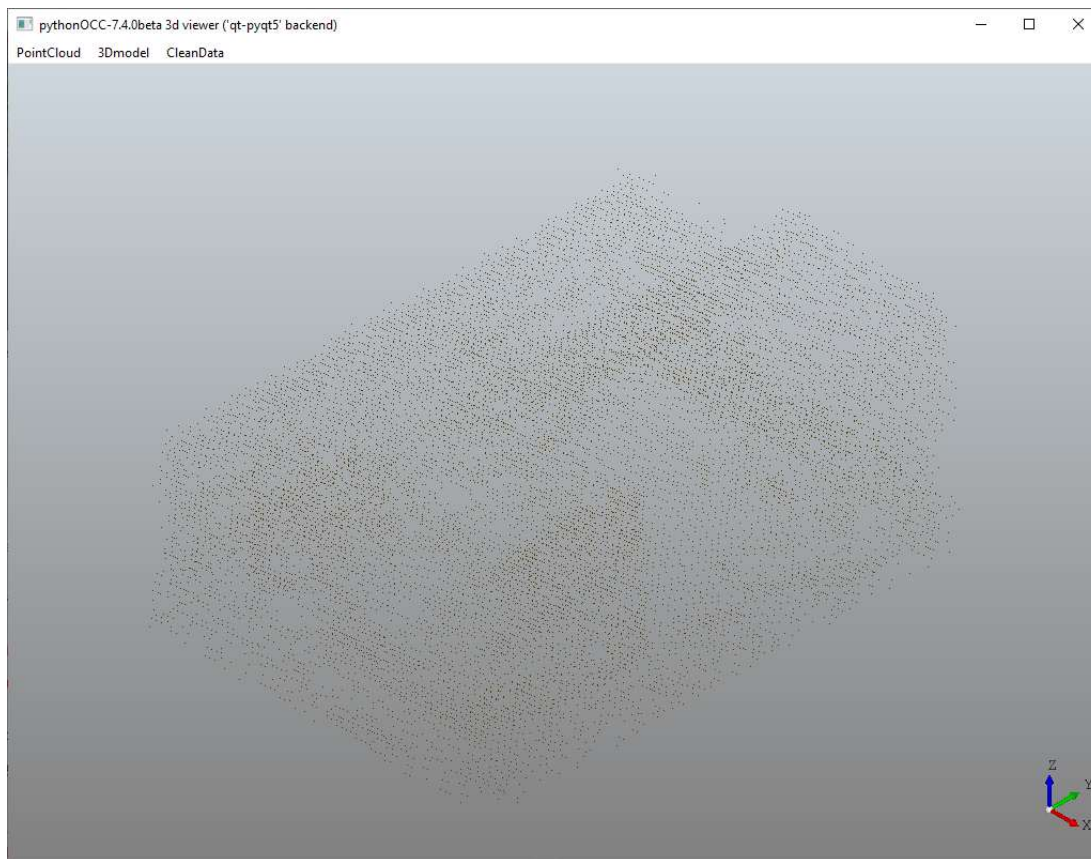 pythonOCC-7.4.0beta 3d viewer ('qt-pyqt5' backend)
PointCloud 3Dmodel CleanData
Z
Y
X